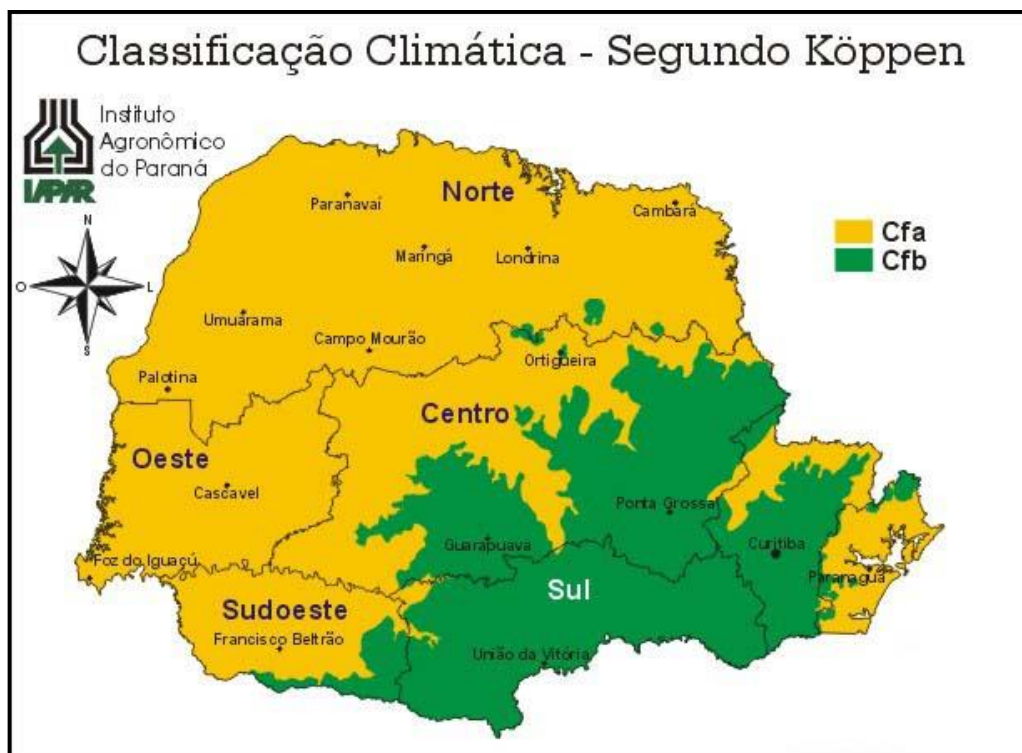 Classificação Climática - Segundo Köppen
Instituto
Agronômico
do Paraná
IAPAR
N
O
L
S
Norte
Paranavaí
Cambará
Maringá
Londrina
Cfa
Cfb
Umuarama
Campo Mourão
Ortigueira
Palotina
Centro
Oeste
Cascavel
Ponta Grossa
Guarapuava
Curitiba
Foz do Iguaçú
Paranaguá
Sul
Sudoeste
Francisco Beltrão
União da Vitória